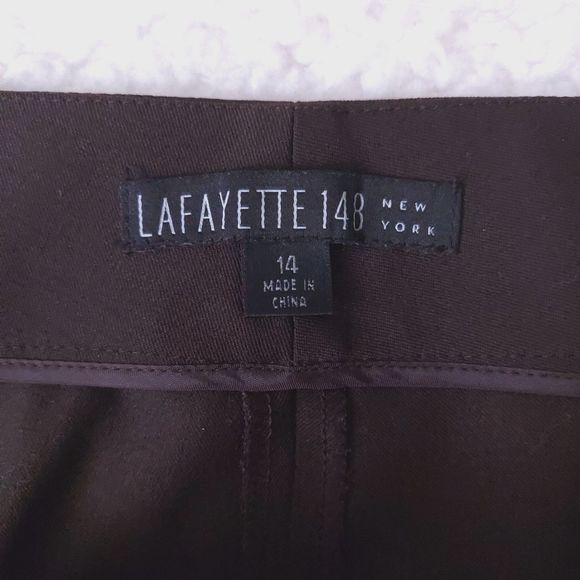 LAFAYETTE 148 NEW YORK
14
MADE IN
CHINA